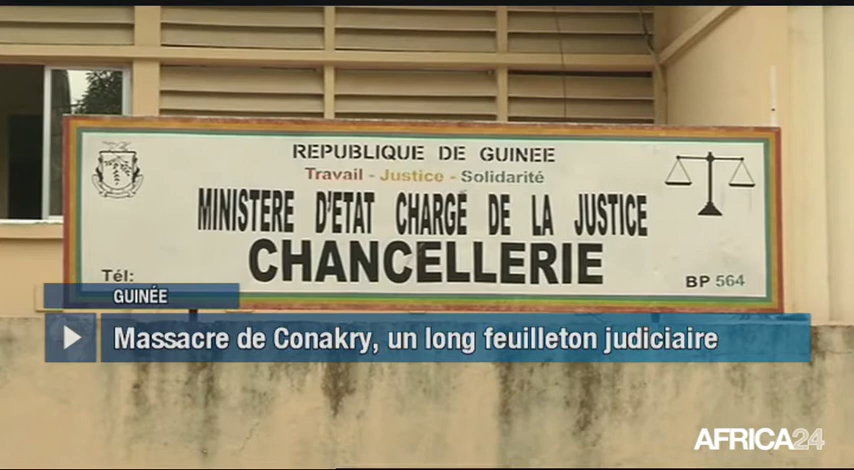 REPUBLIQUE DE GUINEE
Travail - Justice - Solidarité
MINISTERE D'ETAT CHARGE DE LA JUSTICE
CHANCELLERIE
Tél:
BP 564
GUINÉE
Massacre de Conakry, un long feuilleton judiciaire
AFRICA24